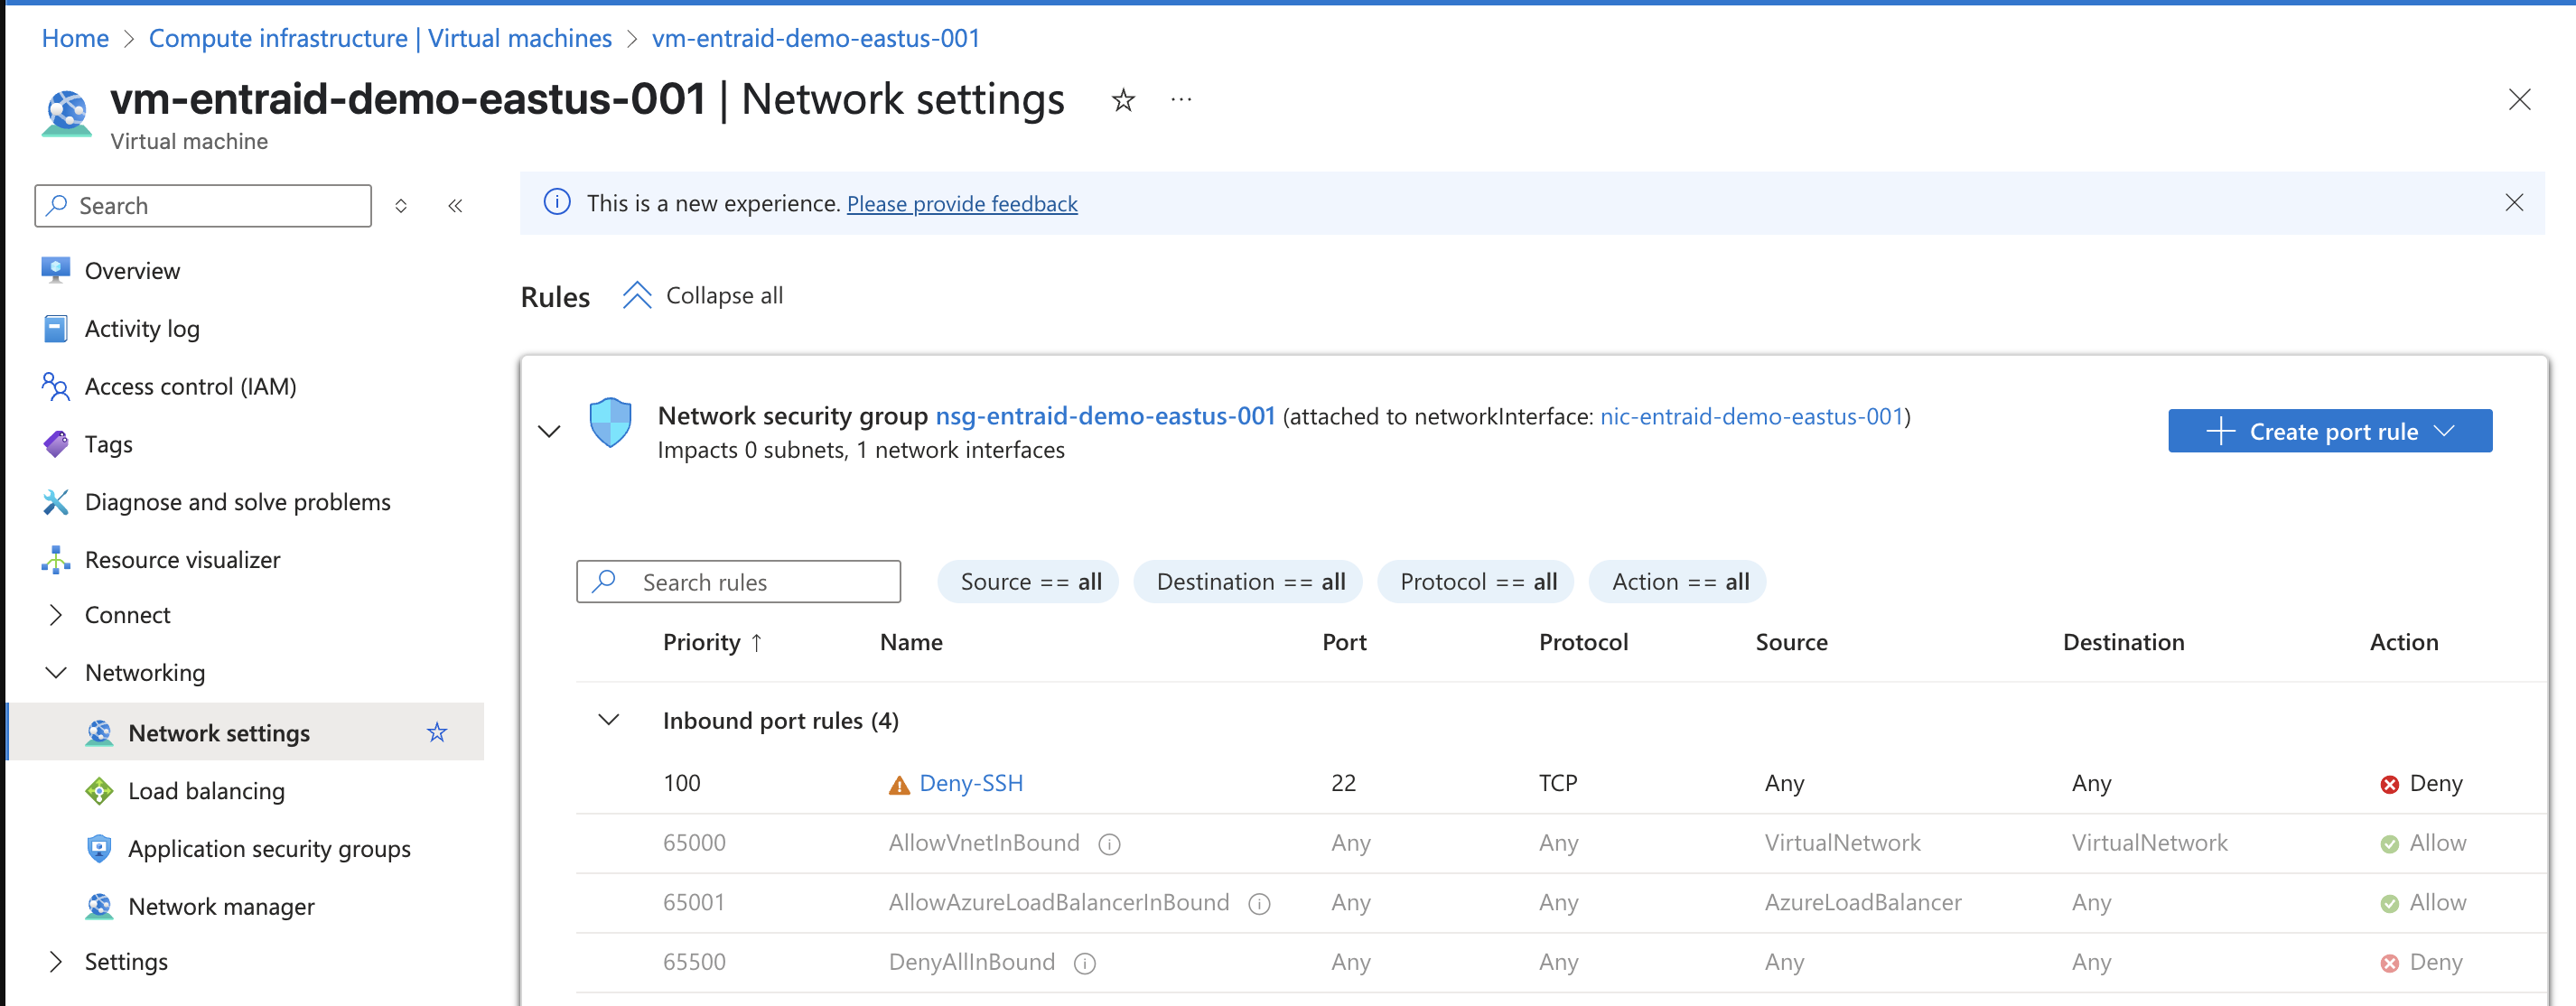 Home > Compute infrastructure | Virtual machines > vm-entraid-demo-eastus-001
vm-entraid-demo-eastus-001 | Network settings ☆ ···
Virtual machine
Search
This is a new experience. Please provide feedback
Overview
Activity log
Access control (IAM)
Tags
Diagnose and solve problems
Resource visualizer
Connect
Networking
Network settings
Load balancing
Application security groups
Network manager
Settings
Rules Collapse all
Network security group nsg-entraid-demo-eastus-001 (attached to networkInterface: nic-entraid-demo-eastus-001)
Impacts 0 subnets, 1 network interfaces
+ Create port rule
Search rules Source == all Destination == all Protocol == all Action == all
Priority ↑ Name Port Protocol Source Destination Action
Inbound port rules (4)
100 Deny-SSH 22 TCP Any Any Deny
65000 AllowVnetInBound Any Any VirtualNetwork VirtualNetwork Allow
65001 AllowAzureLoadBalancerInBound Any Any AzureLoadBalancer Any Allow
65500 DenyAllInBound Any Any Any Any Deny